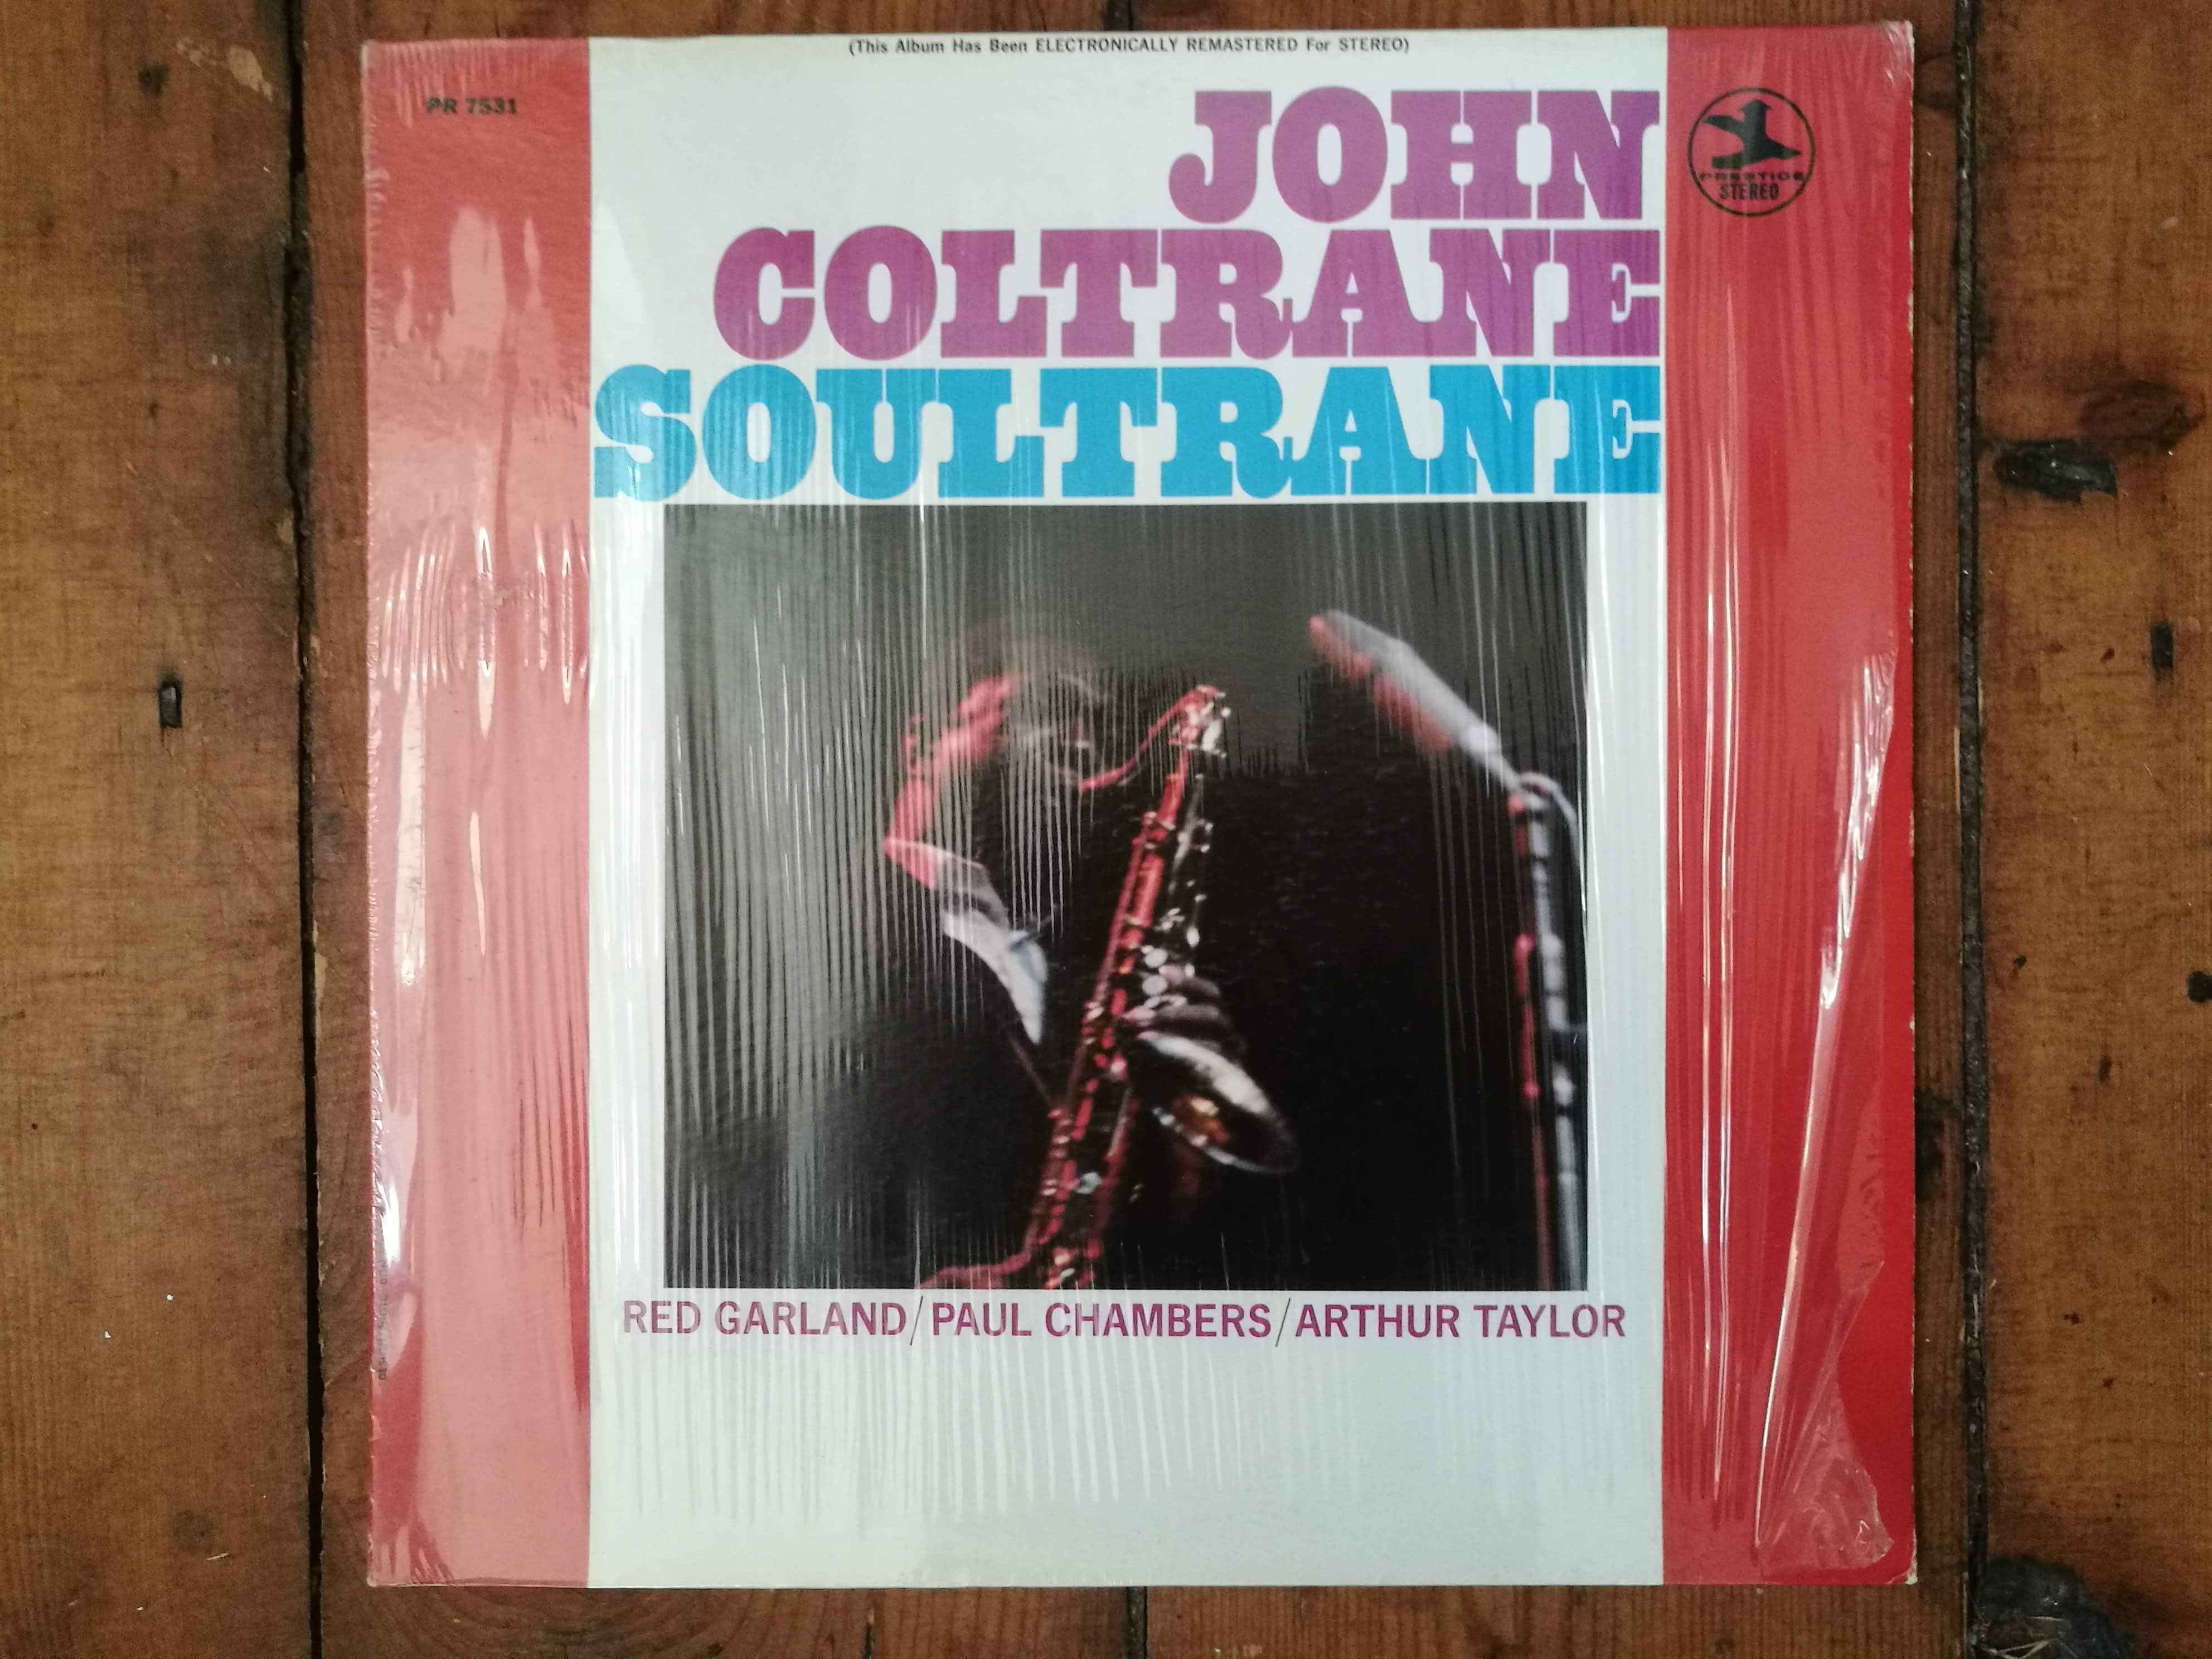 (This Album Has Been ELECTRONICALLY REMASTERED For STEREO)
PR 7531
JOHN
COLTRANE
SOULTRANE
PRESTIGE
STEREO
RED GARLAND/PAUL CHAMBERS/ARTHUR TAYLOR